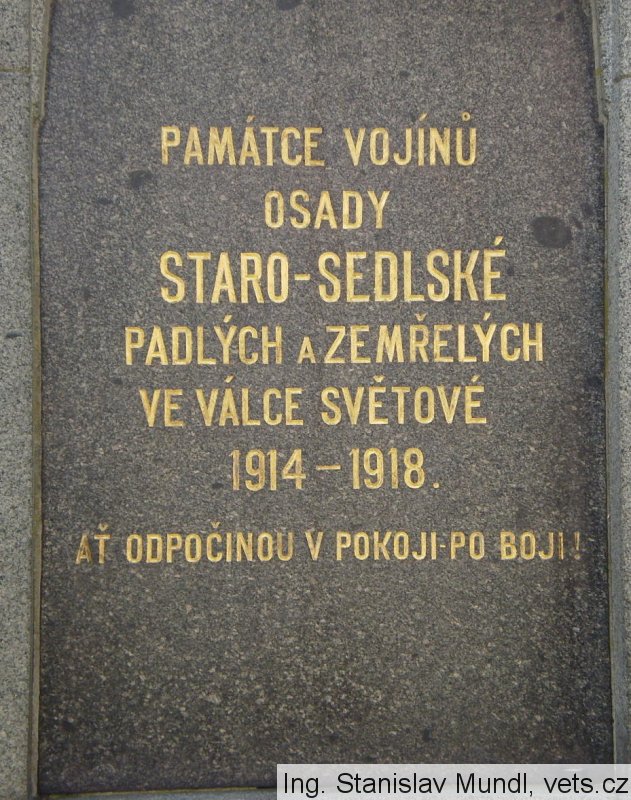 PAMÁTCE VOJÍNŮ
OSADY
STARO-SEDLSKÉ
PADLÝCH A ZEMŘELÝCH
VE VÁLCE SVĚTOVÉ
1914 – 1918.
AŤ ODPOČINOU V POKOJI-PO BOJI!
Ing. Stanislav Mundl, vets.cz